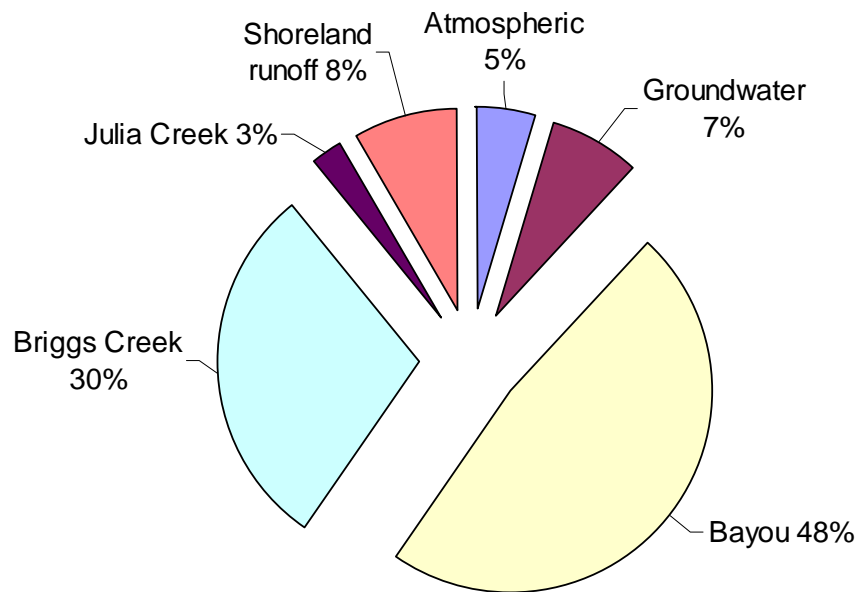 Atmospheric
5%
Groundwater
7%
Bayou 48%
Briggs Creek
30%
Julia Creek 3%
Shoreland
runoff 8%